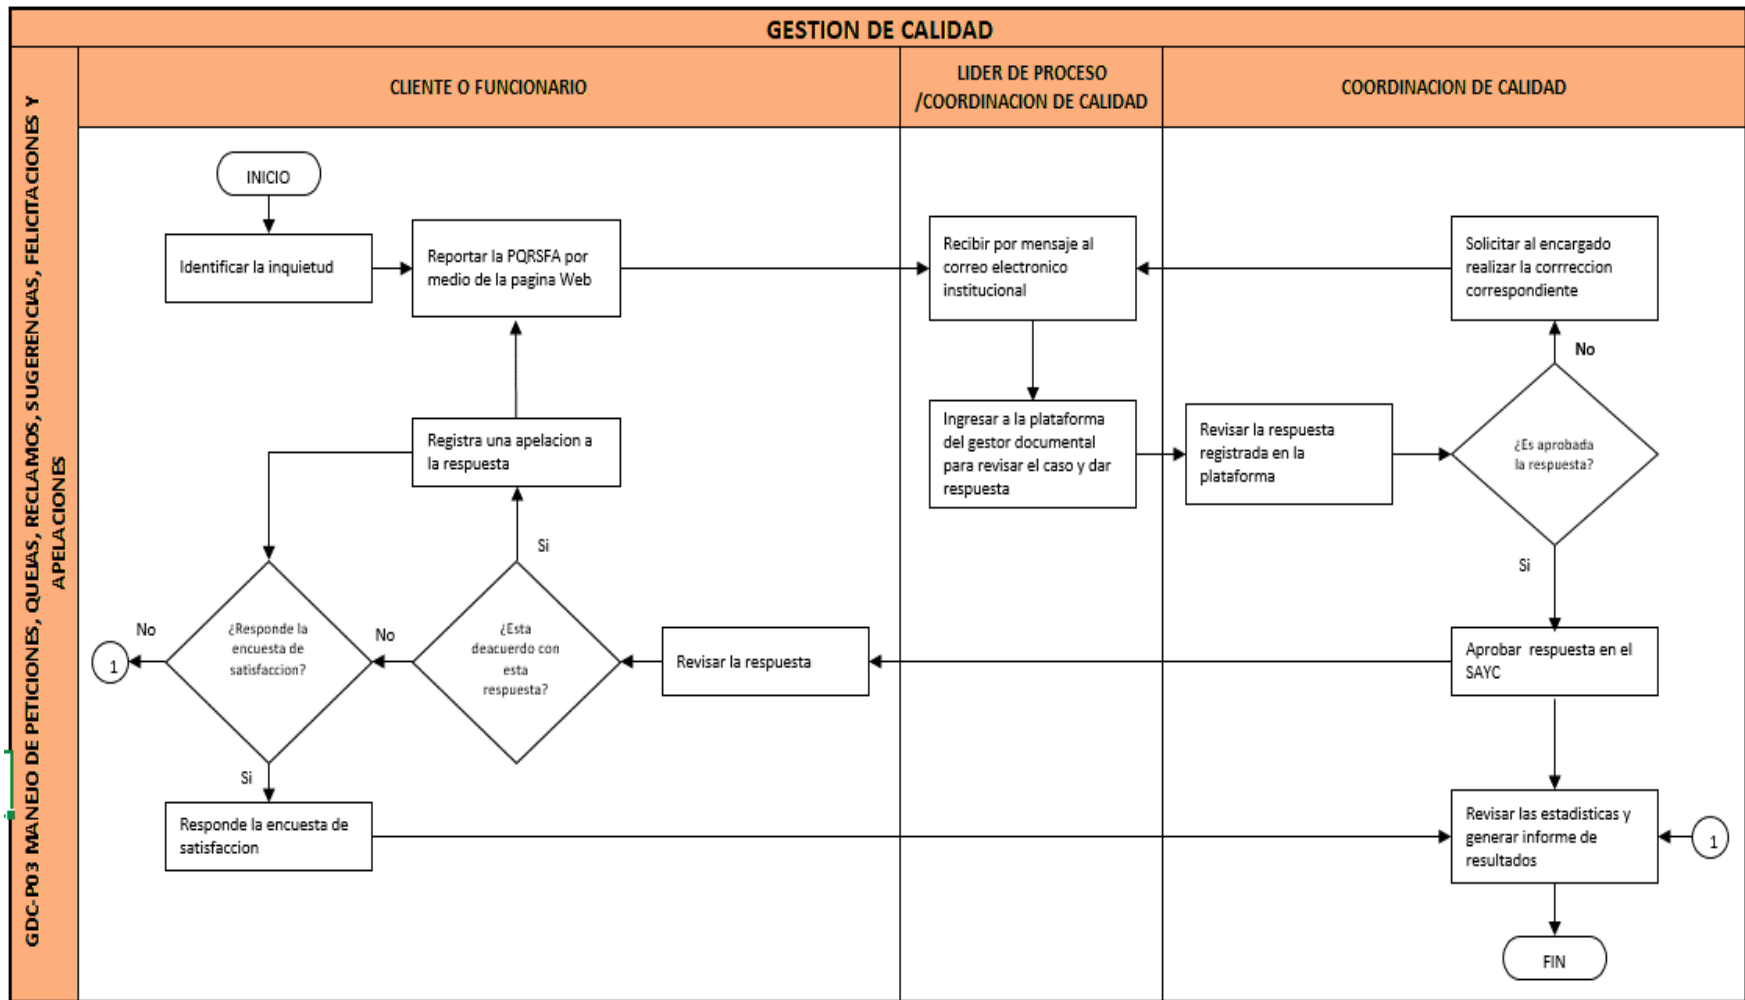 GESTION DE CALIDAD
GDC-P03 MANEJO DE PETICIONES, QUEJAS, RECLAMOS, SUGERENCIAS, FELICITACIONES Y
APELACIONES
CLIENTE O FUNCIONARIO
LIDER DE PROCESO
/COORDINACION DE CALIDAD
COORDINACION DE CALIDAD
INICIO
Identificar la inquietud
Reportar la PQRSFA por
medio de la pagina Web
Recibir por mensaje al
correo electronico
institucional
Solicitar al encargado
realizar la corrreccion
correspondiente
No
Registra una apelacion a
la respuesta
Ingresar a la plataforma
del gestor documental
para revisar el caso y dar
respuesta
Revisar la respuesta
registrada en la
plataforma
¿Es aprobada
la respuesta?
Si
Si
No
1
¿Responde la
encuesta de
satisfaccion?
No
¿Esta
deacuerdo con
esta
respuesta?
Revisar la respuesta
Aprobar respuesta en el
SAYC
Si
Responde la encuesta de
satisfaccion
Revisar las estadisticas y
generar informe de
resultados
1
FIN